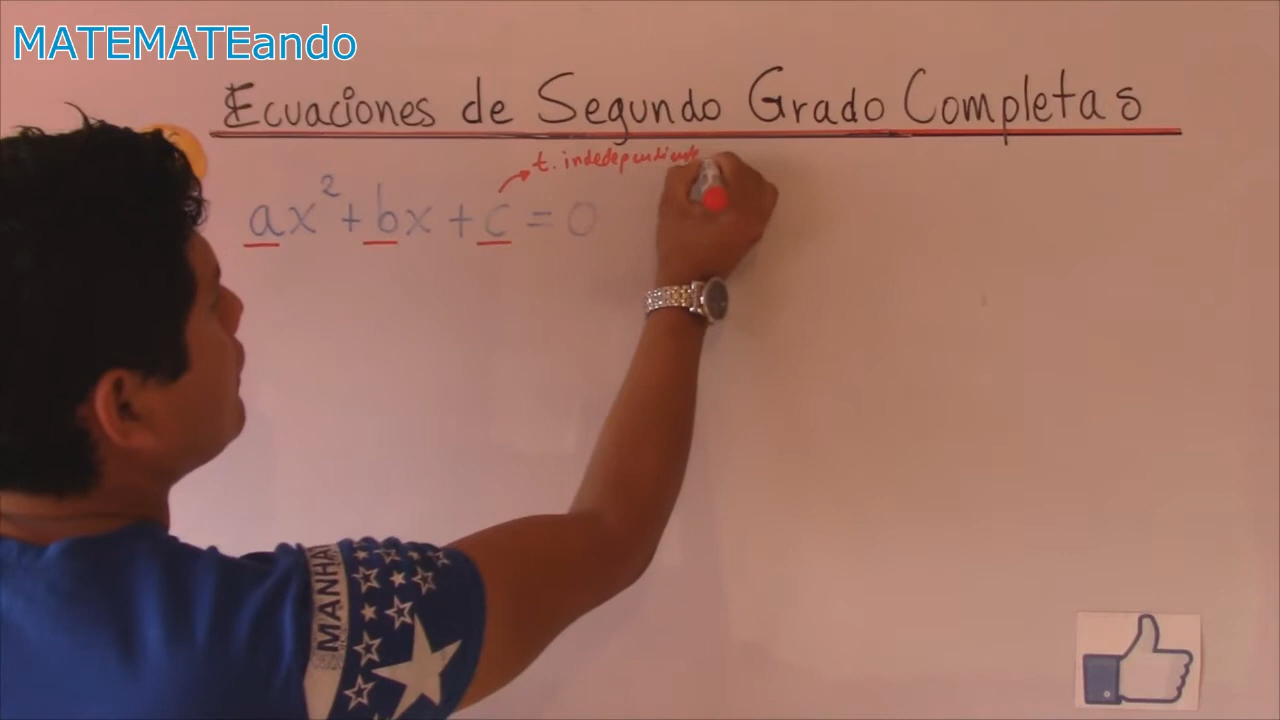 MATEMATEando
Ecuaciones de Segundo Grado Completas
t. indedependiente
ax² + bx + c = 0
MANHA